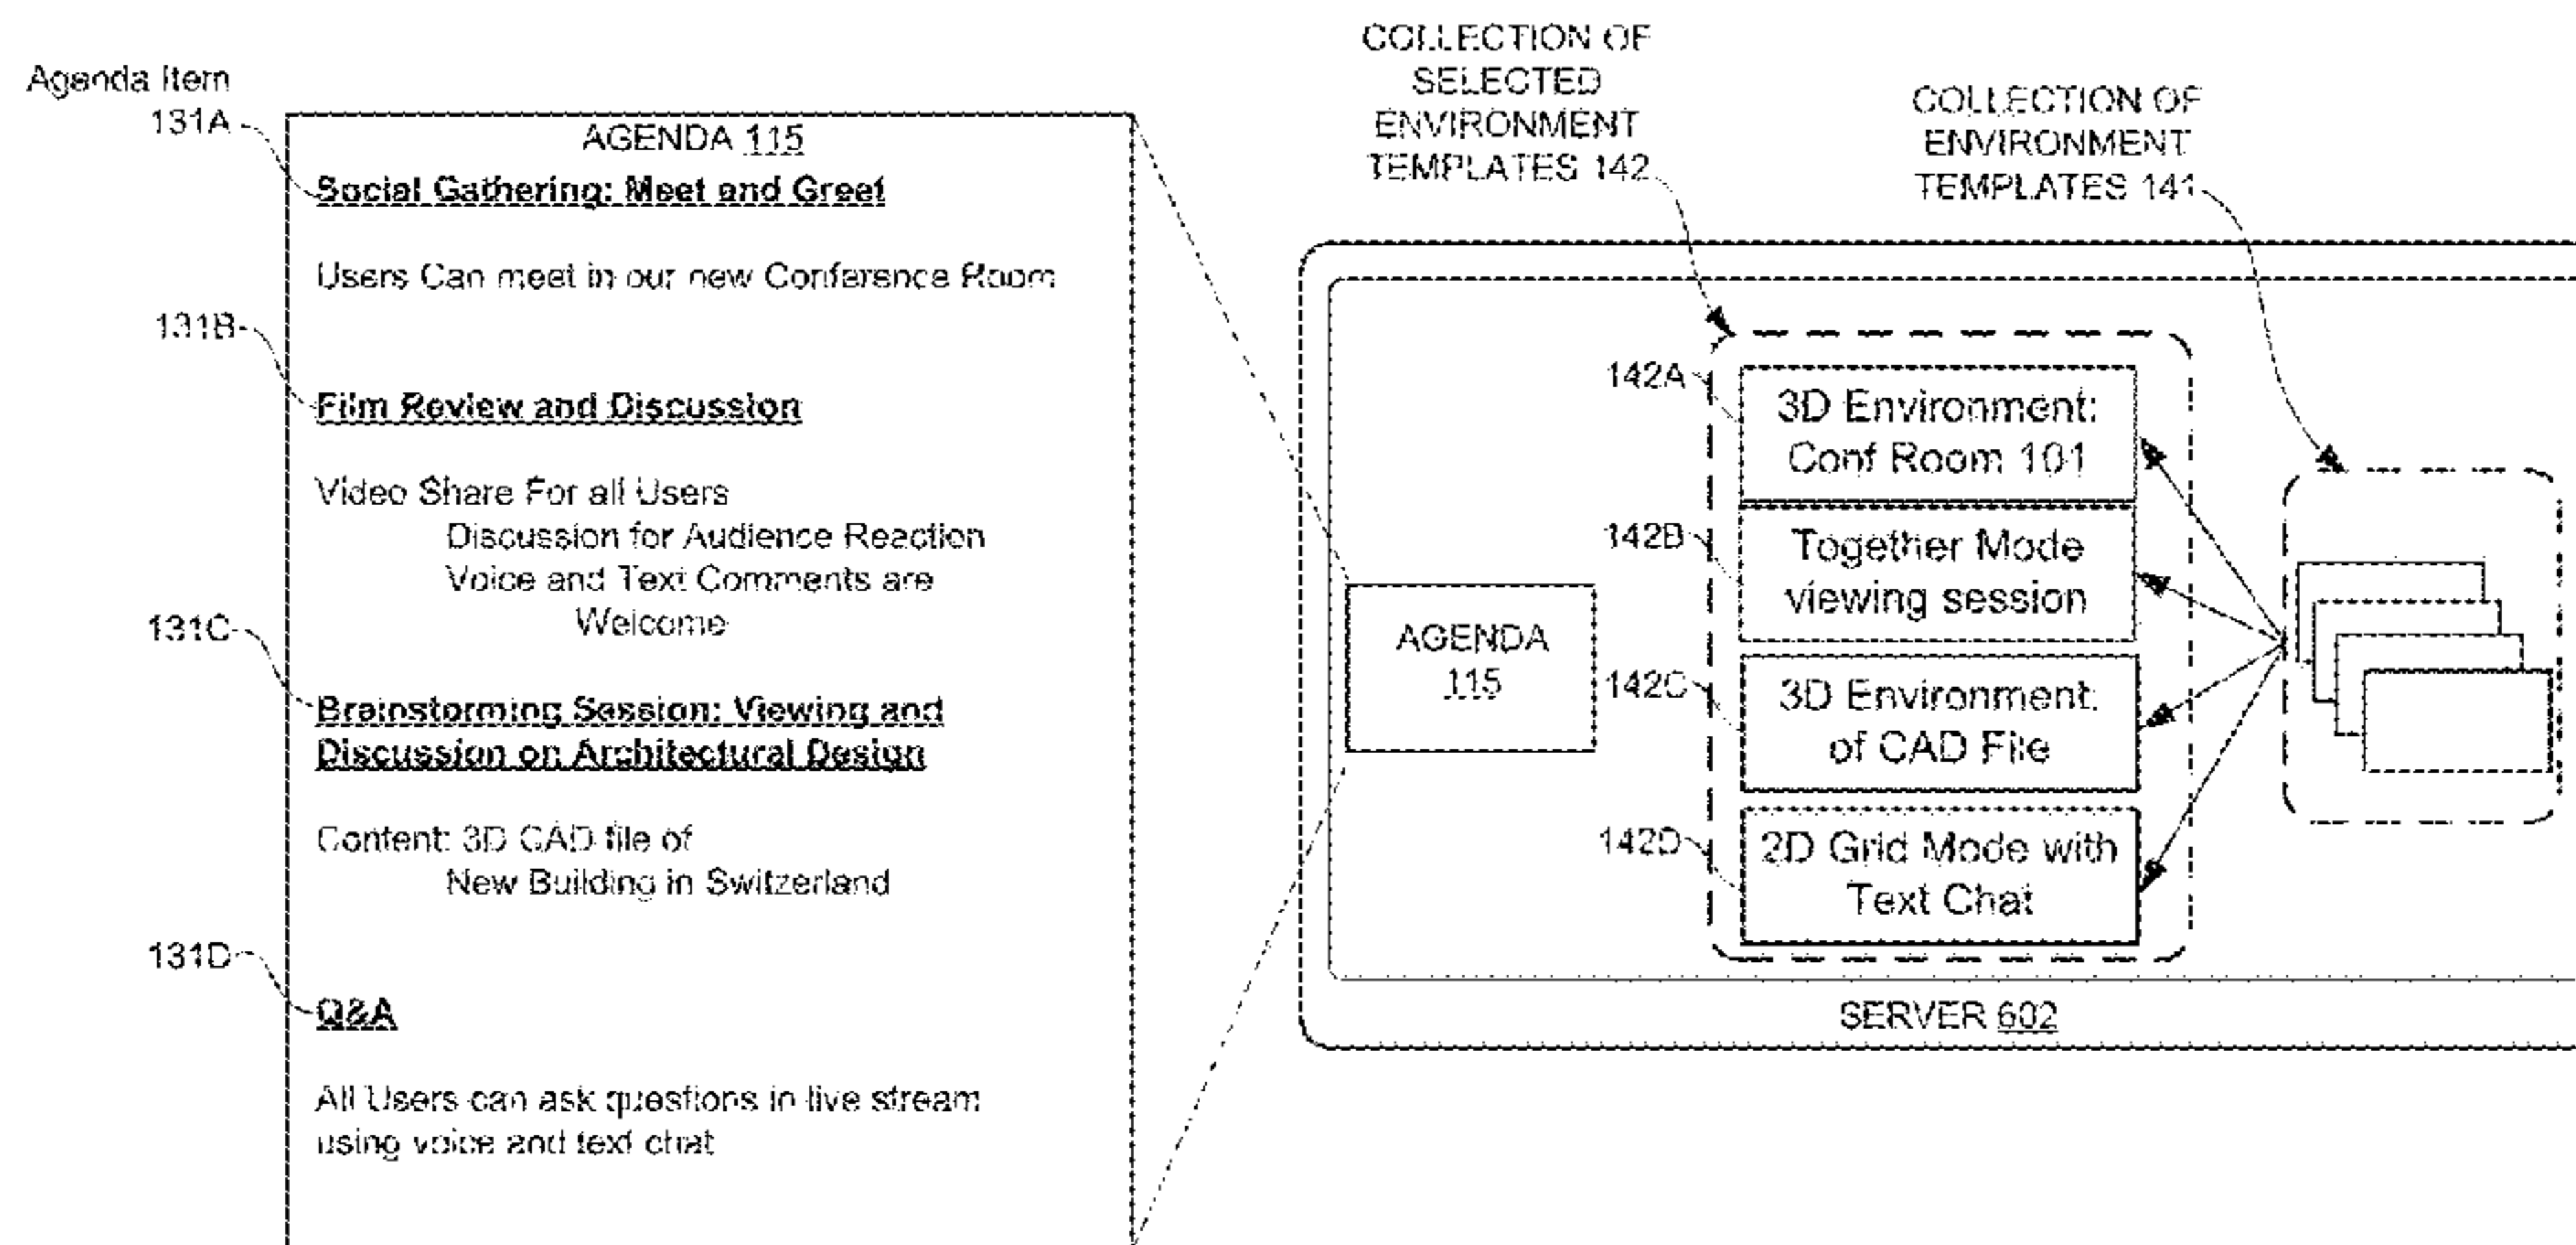 Agenda Item
131A
AGENDA 115
Social Gathering: Meet and Greet
Users Can meet in our new Conference Room
131B
Film Review and Discussion
Video Share For all Users
Discussion for Audience Reaction
Voice and Text Comments are
Welcome
131C
Brainstorming Session: Viewing and
Discussion on Architectural Design
Content: 3D CAD file of
New Building in Switzerland
131D
Q&A
All Users can ask questions in live stream
using voice and text chat
COLLECTION OF
SELECTED
ENVIRONMENT
TEMPLATES 142
COLLECTION OF
ENVIRONMENT
TEMPLATES 141
AGENDA
115
142A
3D Environment:
Conf Room 101
142B
Together Mode
viewing session
142C
3D Environment:
of CAD File
142D
2D Grid Mode with
Text Chat
SERVER 602